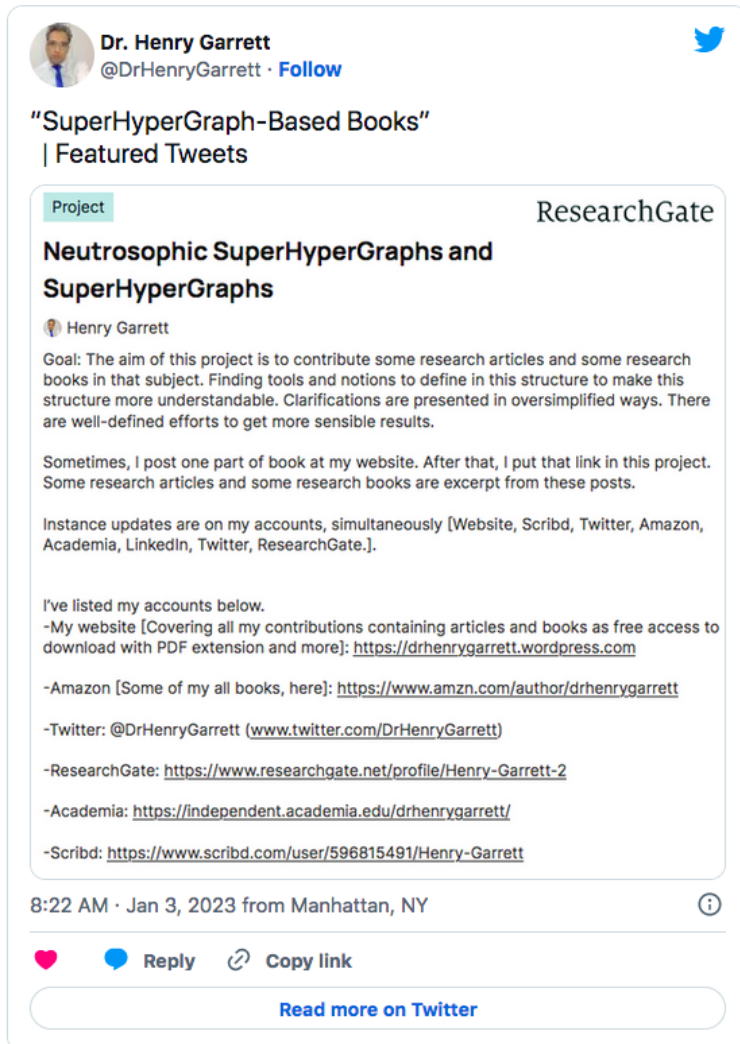 Dr. Henry Garrett
@DrHenryGarrett · Follow
“SuperHyperGraph-Based Books”
| Featured Tweets
Project
ResearchGate
Neutrosophic SuperHyperGraphs and
SuperHyperGraphs
Henry Garrett
Goal: The aim of this project is to contribute some research articles and some research
books in that subject. Finding tools and notions to define in this structure to make this
structure more understandable. Clarifications are presented in oversimplified ways. There
are well-defined efforts to get more sensible results.
Sometimes, I post one part of book at my website. After that, I put that link in this project.
Some research articles and some research books are excerpt from these posts.
Instance updates are on my accounts, simultaneously [Website, Scribd, Twitter, Amazon,
Academia, LinkedIn, Twitter, ResearchGate.].
I've listed my accounts below.
-My website [Covering all my contributions containing articles and books as free access to
download with PDF extension and more]: https://drhenrygarrett.wordpress.com
-Amazon [Some of my all books, here]: https://www.amzn.com/author/drhenrygarrett
-Twitter: @DrHenryGarrett (www.twitter.com/DrHenryGarrett)
-ResearchGate: https://www.researchgate.net/profile/Henry-Garrett-2
-Academia: https://independent.academia.edu/drhenrygarrett/
-Scribd: https://www.scribd.com/user/596815491/Henry-Garrett
8:22 AM · Jan 3, 2023 from Manhattan, NY
Reply
Copy link
Read more on Twitter